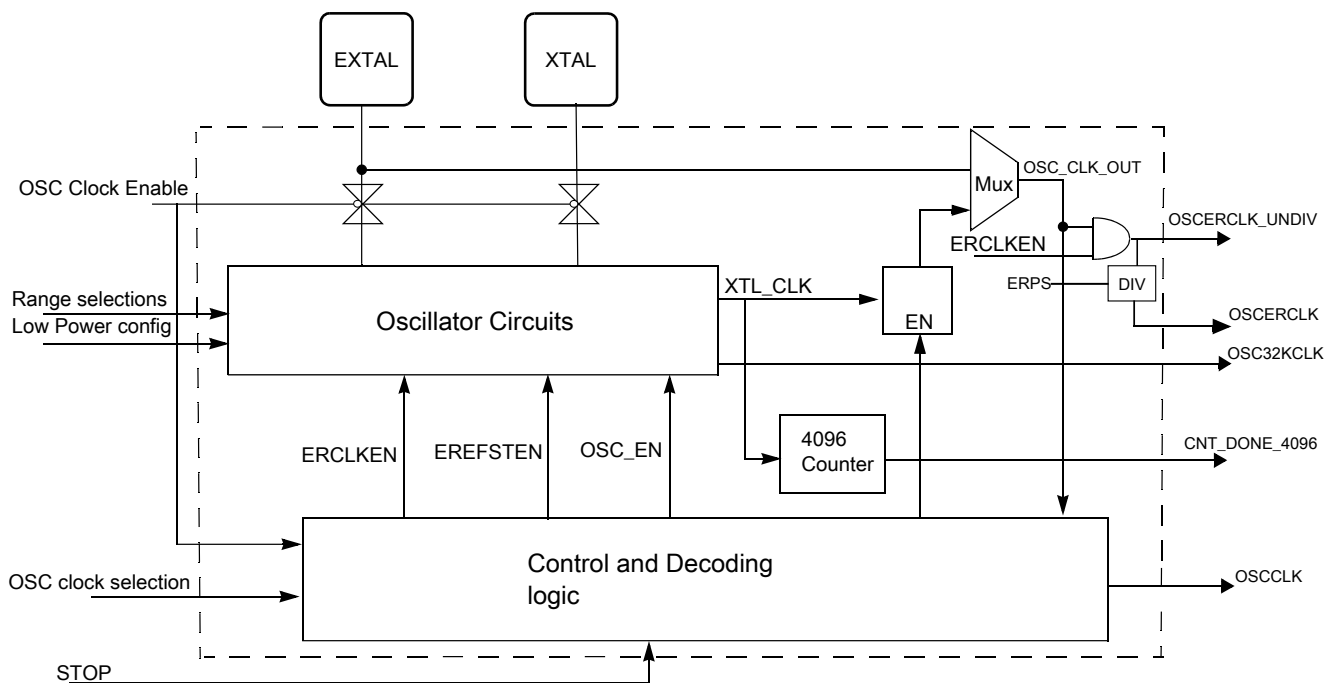 EXTAL
XTAL
OSC Clock Enable
Mux
OSC_CLK_OUT
ERCLKEN
OSCERCLK_UNDIV
Range selections
Low Power config
Oscillator Circuits
XTL_CLK
EN
ERPS
DIV
OSCERCLK
OSC32KCLK
ERCLKEN
EREFSTEN
OSC_EN
4096
Counter
CNT_DONE_4096
OSC clock selection
Control and Decoding
logic
OSCCLK
STOP